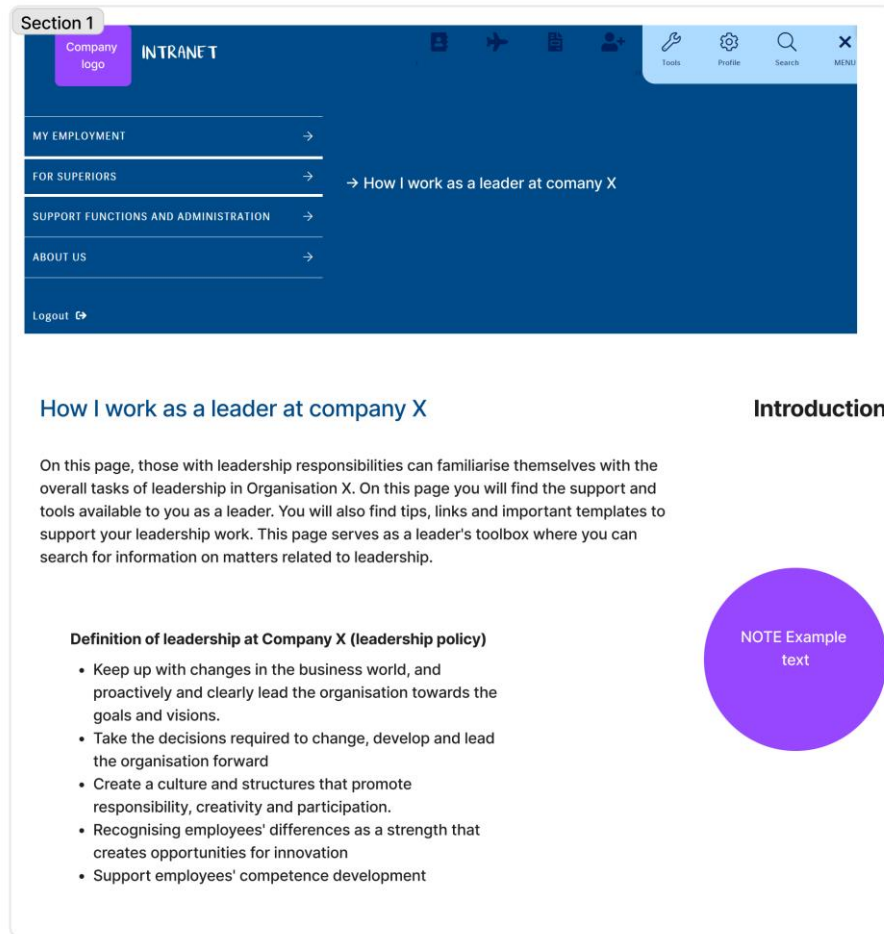 Section 1
Company
logo
INTRANET
Tools
Profile
Search
MENU
MY EMPLOYMENT
FOR SUPERIORS
→ How I work as a leader at comany X
SUPPORT FUNCTIONS AND ADMINISTRATION
ABOUT US
Logout
How I work as a leader at company X
Introduction
On this page, those with leadership responsibilities can familiarise themselves with the
overall tasks of leadership in Organisation X. On this page you will find the support and
tools available to you as a leader. You will also find tips, links and important templates to
support your leadership work. This page serves as a leader's toolbox where you can
search for information on matters related to leadership.
NOTE Example
text
Definition of leadership at Company X (leadership policy)
• Keep up with changes in the business world, and
proactively and clearly lead the organisation towards the
goals and visions.
• Take the decisions required to change, develop and lead
the organisation forward
• Create a culture and structures that promote
responsibility, creativity and participation.
• Recognising employees' differences as a strength that
creates opportunities for innovation
• Support employees' competence development